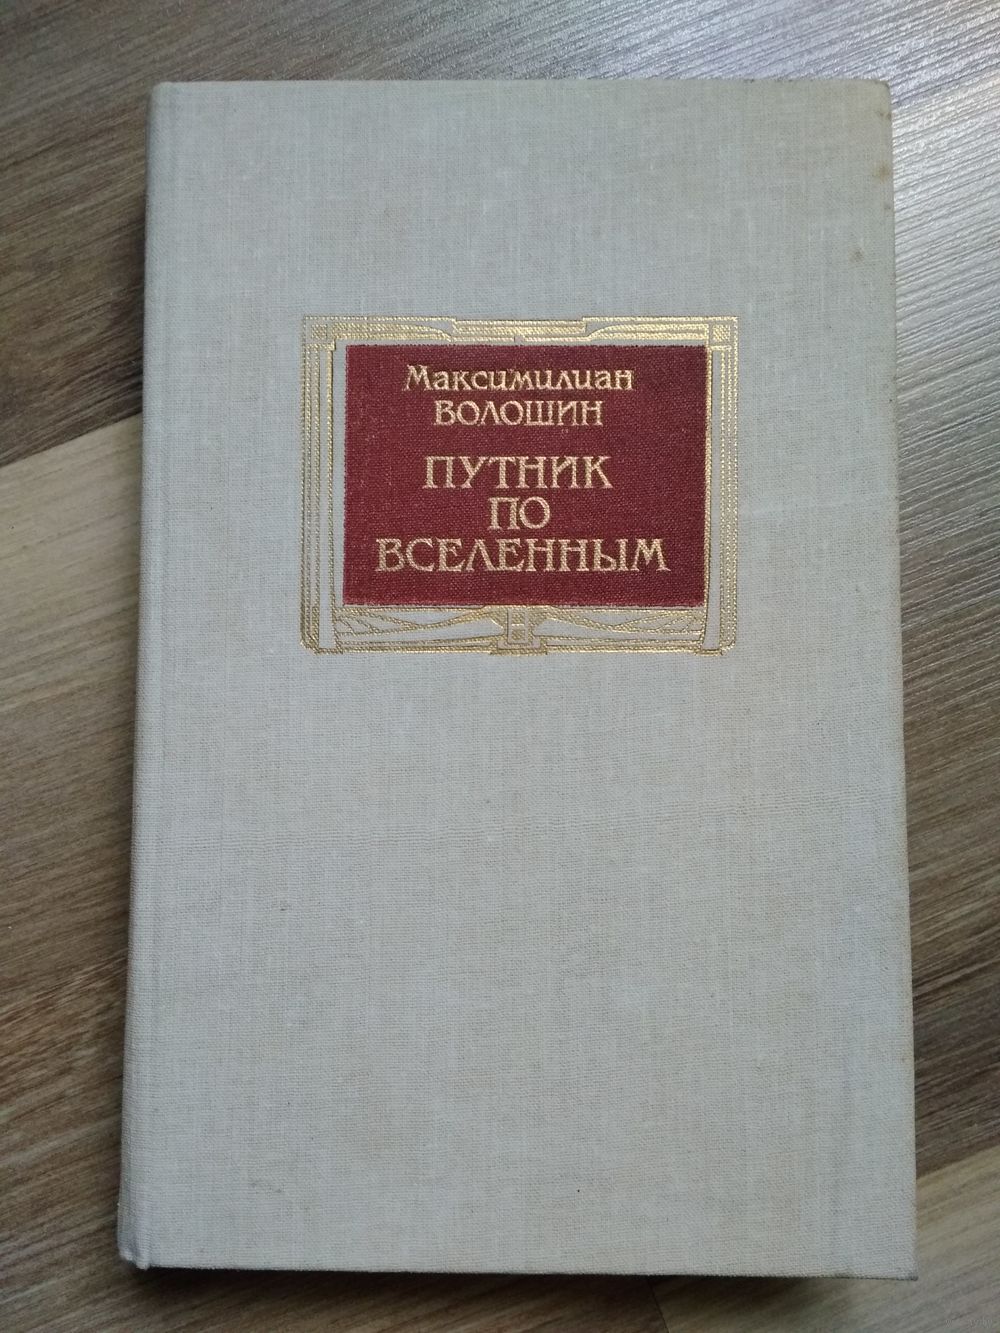 Максимилиан
ВОЛОШИН
ПУТНИК
ПО
ВСЕЛЕННЫМ